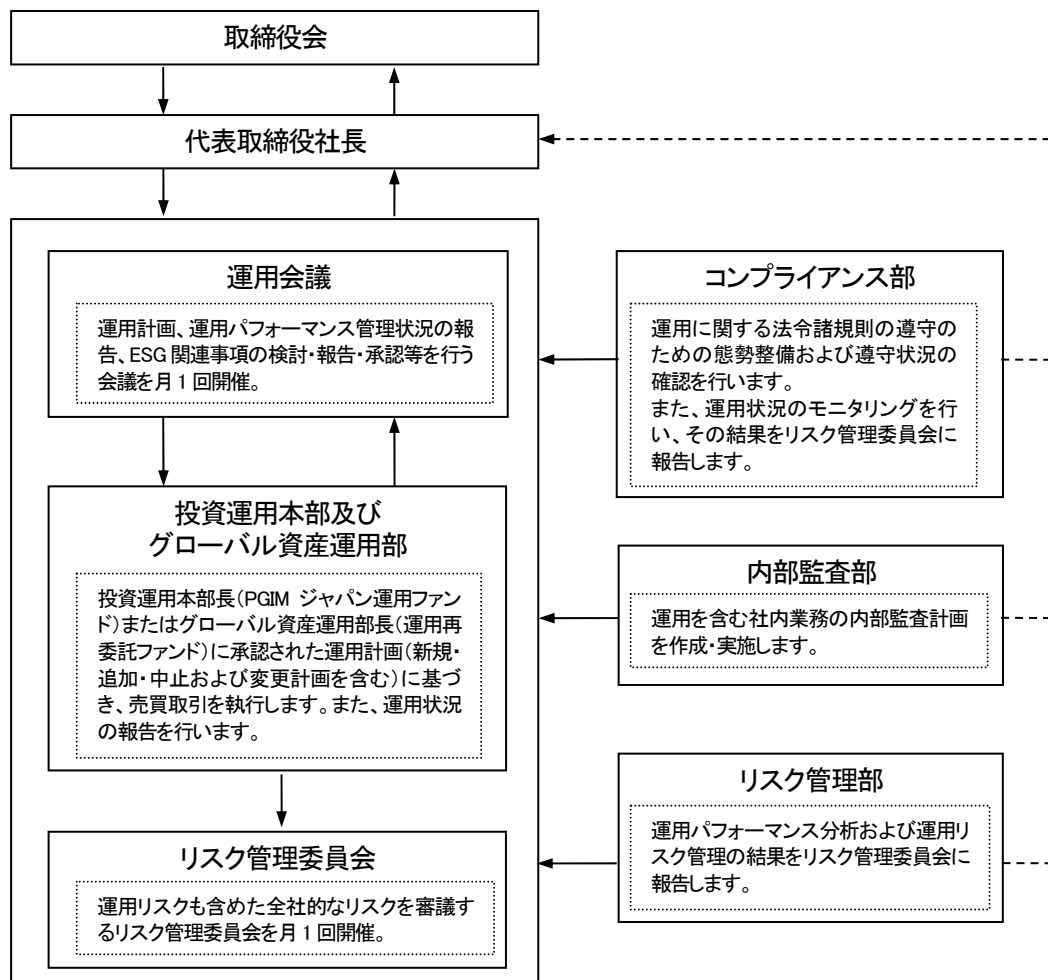 取締役会
代表取締役社長
運用会議
運用計画、運用パフォーマンス管理状況の報
告、ESG 関連事項の検討・報告・承認等を行う
会議を月 1 回開催。
投資運用本部及び
グローバル資産運用部
投資運用本部長（PGIM ジャパン運用ファン
ド）またはグローバル資産運用部長（運用再
委託ファンド）に承認された運用計画（新規・
追加・中止および変更計画を含む）に基づ
き、売買取引を執行します。また、運用状況
の報告を行います。
リスク管理委員会
運用リスクも含めた全社的なリスクを審議す
るリスク管理委員会を月 1 回開催。
コンプライアンス部
運用に関する法令諸規則の遵守の
ための態勢整備および遵守状況の
確認を行います。
また、運用状況のモニタリングを行
い、その結果をリスク管理委員会に
報告します。
内部監査部
運用を含む社内業務の内部監査計画
を作成・実施します。
リスク管理部
運用パフォーマンス分析および運用リ
スク管理の結果をリスク管理委員会に
報告します。